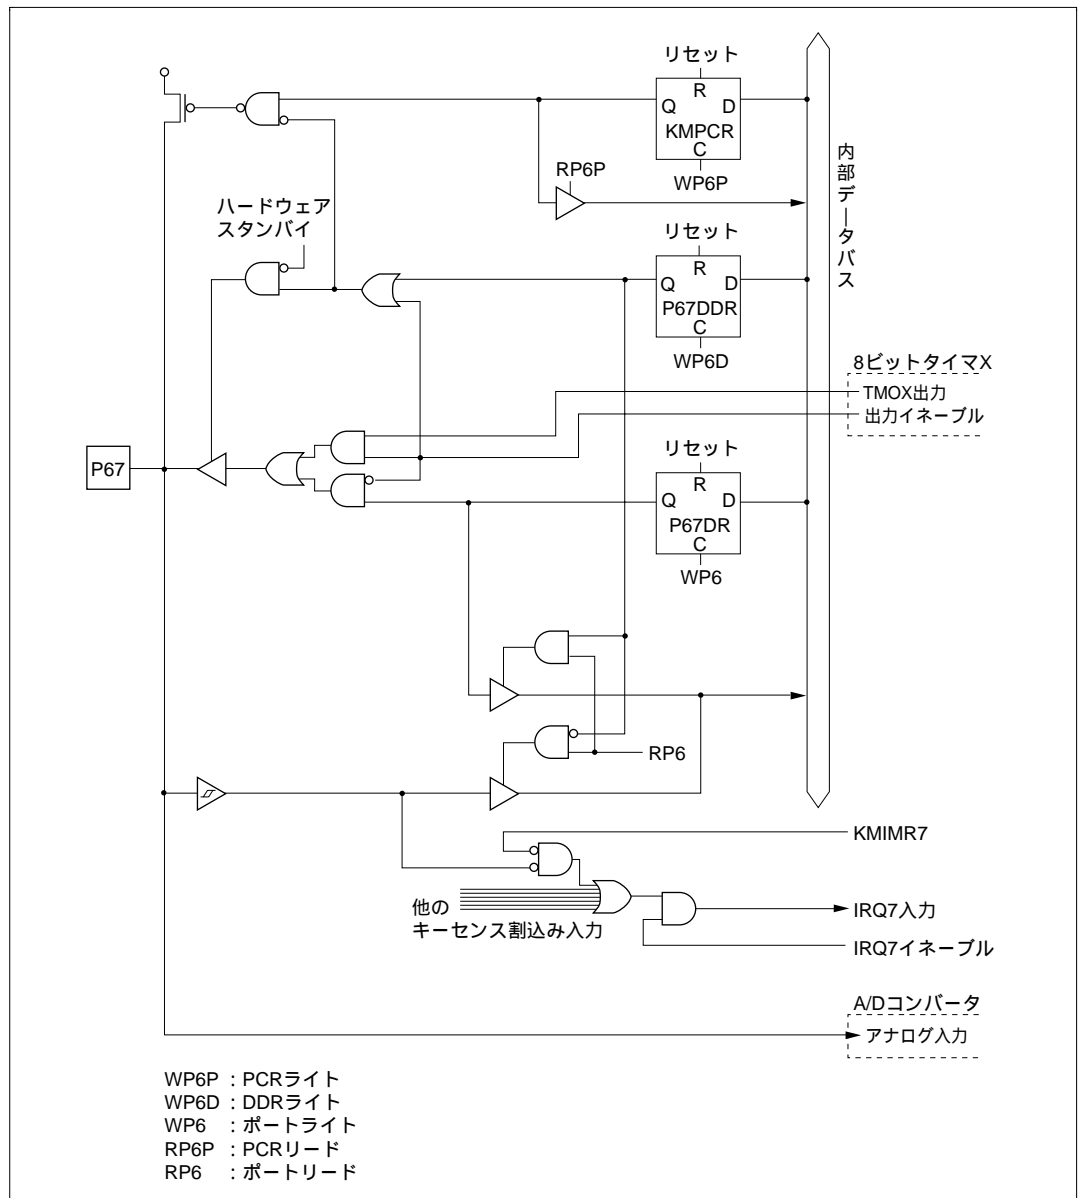 リセット
R
Q D
KMPCR
C
WP6P
RP6P
内部データバス
ハードウェア
スタンバイ
リセット
R
Q D
P67DDR
C
WP6D
8ビットタイマX
TMOX出力
出力イネーブル
P67
リセット
R
Q D
P67DR
C
WP6
RP6
KMIMR7
他の
キーセンス割込み入力
IRQ7入力
IRQ7イネーブル
A/Dコンバータ
アナログ入力
WP6P : PCRライト
WP6D : DDRライト
WP6 : ポートライト
RP6P : PCRリード
RP6 : ポートリード